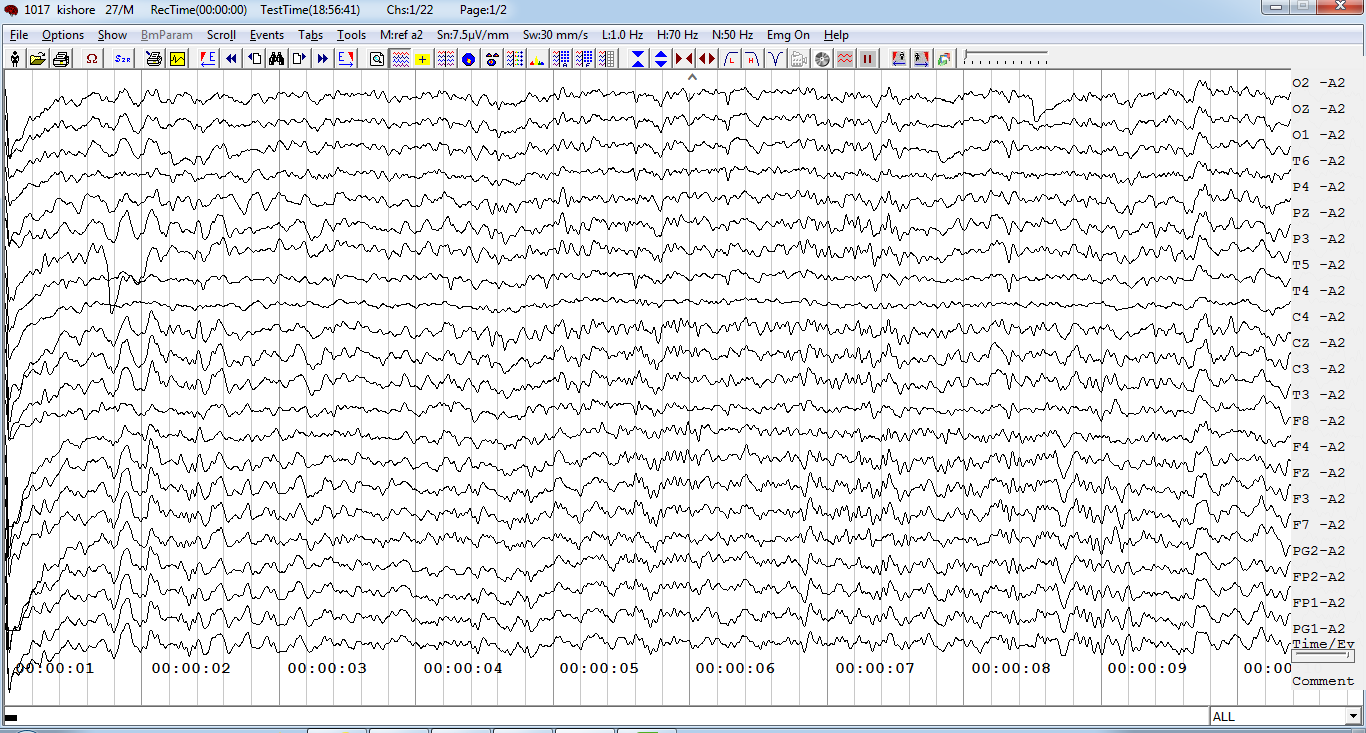 1017 kishore 27/M RecTime(00:00:00) TestTime(18:56:41) Chs:1/22 Page:1/2
File Options Show BmParam Scroll Events Tabs Tools M:ref a2 Sn:7.5µV/mm Sw:30 mm/s L:1.0 Hz H:70 Hz N:50 Hz Emg On Help
O2 -A2
OZ -A2
O1 -A2
T6 -A2
P4 -A2
PZ -A2
P3 -A2
T5 -A2
T4 -A2
C4 -A2
CZ -A2
C3 -A2
T3 -A2
F8 -A2
F4 -A2
FZ -A2
F3 -A2
F7 -A2
PG2-A2
FP2-A2
FP1-A2
PG1-A2
Time/Ev
00:00:01 00:00:02 00:00:03 00:00:04 00:00:05 00:00:06 00:00:07 00:00:08 00:00:09 00:00
Comment
ALL